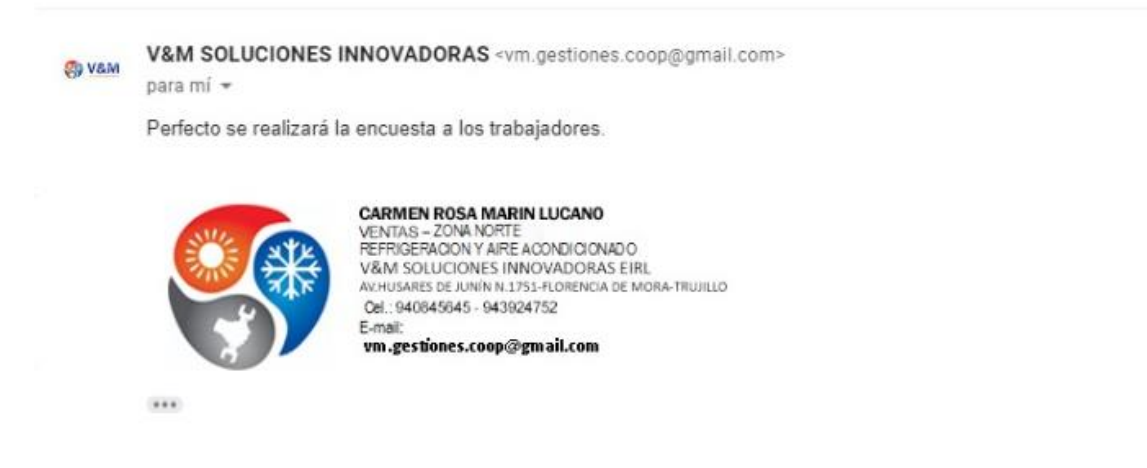 V&M
V&M SOLUCIONES INNOVADORAS <vm.gestiones.coop@gmail.com>
para mí
Perfecto se realizará la encuesta a los trabajadores.
CARMEN ROSA MARIN LUCANO
VENTAS – ZONA NORTE
REFRIGERACION Y AIRE ACONDICIONADO
V&M SOLUCIONES INNOVADORAS EIRL
AV.HUSARES DE JUNÍN N.1751-FLORENCIA DE MORA-TRUJILLO
Cel.: 940845645 - 943924752
E-mail:
vm.gestiones.coop@gmail.com